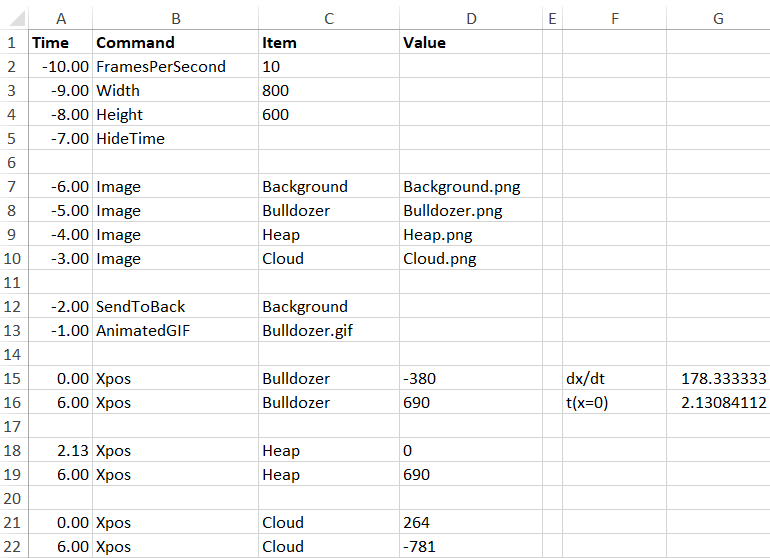 A B C D E F G
1 Time Command Item Value
2 -10.00 FramesPerSecond 10
3 -9.00 Width 800
4 -8.00 Height 600
5 -7.00 HideTime
6
7 -6.00 Image Background Background.png
8 -5.00 Image Bulldozer Bulldozer.png
9 -4.00 Image Heap Heap.png
10 -3.00 Image Cloud Cloud.png
11
12 -2.00 SendToBack Background
13 -1.00 AnimatedGIF Bulldozer.gif
14
15 0.00 Xpos Bulldozer -380 dx/dt 178.333333
16 6.00 Xpos Bulldozer 690 t(x=0) 2.13084112
17
18 2.13 Xpos Heap 0
19 6.00 Xpos Heap 690
20
21 0.00 Xpos Cloud 264
22 6.00 Xpos Cloud -781